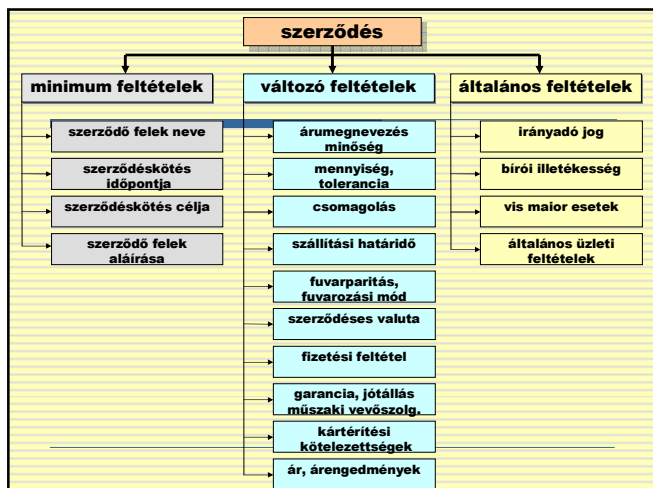 szerződés
minimum feltételek
szerződő felek neve
szerződéskötés
időpontja
szerződéskötés célja
szerződő felek
aláírása
változó feltételek
árumegnevezés
minőség
mennyiség,
tolerancia
csomagolás
szállítási határidő
fuvarparitás,
fuvarozási mód
szerződéses valuta
fizetési feltétel
garancia, jótállás
műszaki vevőszolg.
kártérítési
kötelezettségek
ár, árengedmények
általános feltételek
irányadó jog
bírói illetékesség
vis maior esetek
általános üzleti
feltételek